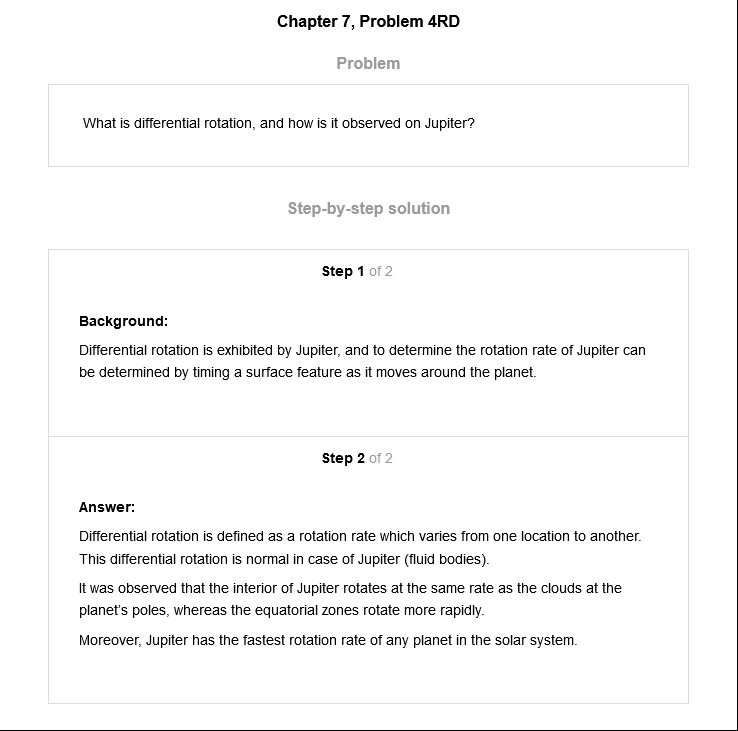 Chapter 7, Problem 4RD
Problem
What is differential rotation, and how is it observed on Jupiter?
Step-by-step solution
Step 1 of 2
Background:
Differential rotation is exhibited by Jupiter, and to determine the rotation rate of Jupiter can
be determined by timing a surface feature as it moves around the planet.
Step 2 of 2
Answer:
Differential rotation is defined as a rotation rate which varies from one location to another.
This differential rotation is normal in case of Jupiter (fluid bodies).
It was observed that the interior of Jupiter rotates at the same rate as the clouds at the
planet's poles, whereas the equatorial zones rotate more rapidly.
Moreover, Jupiter has the fastest rotation rate of any planet in the solar system.